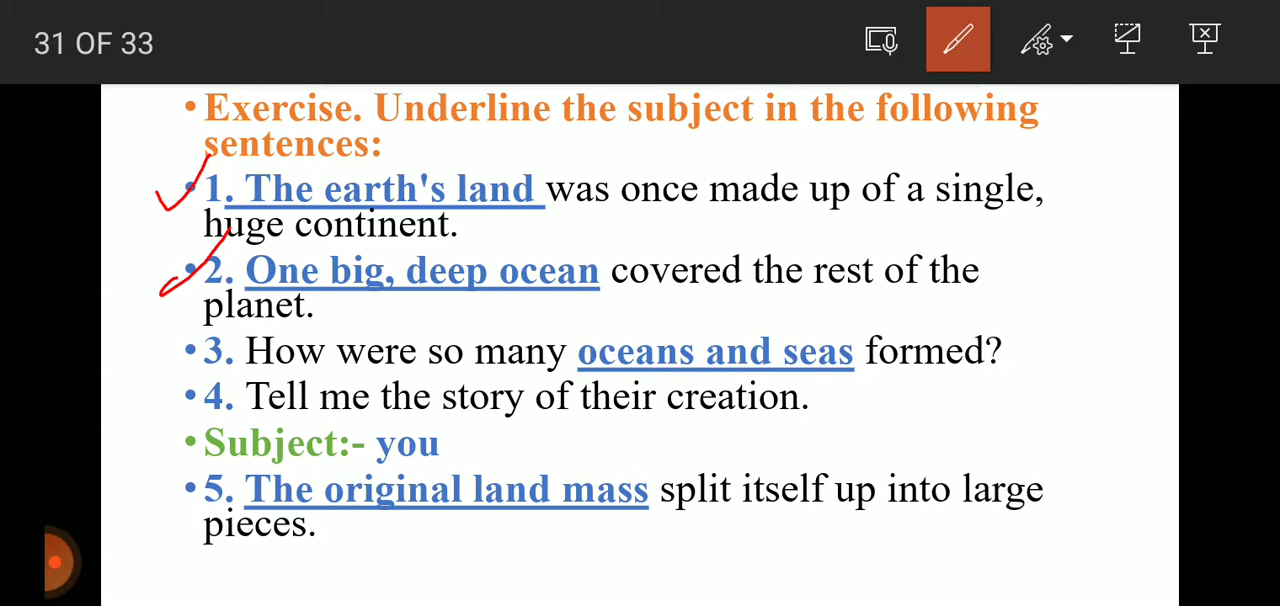 31 OF 33
• Exercise. Underline the subject in the following
sentences:
• 1. The earth's land was once made up of a single,
huge continent.
• 2. One big, deep ocean covered the rest of the
planet.
• 3. How were so many oceans and seas formed?
• 4. Tell me the story of their creation.
• Subject:- you
• 5. The original land mass split itself up into large
pieces.